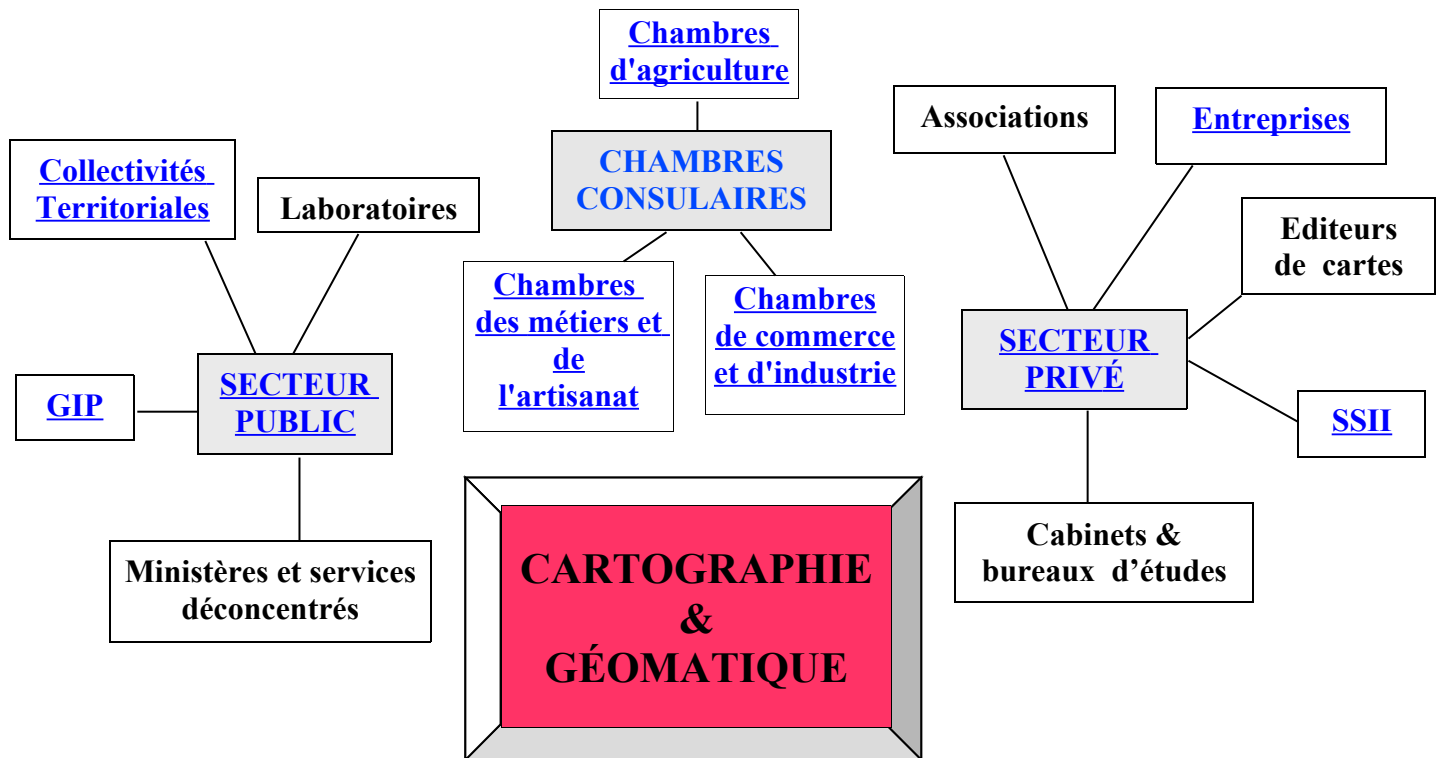 Chambres
d'agriculture
Associations
Entreprises
CHAMBRES
CONSULAIRES
Collectivités
Territoriales
Laboratoires
Editeurs
de cartes
Chambres
des métiers et
de
l'artisanat
Chambres
de commerce
et d'industrie
SECTEUR
PRIVÉ
SECTEUR
PUBLIC
GIP
SSII
Cabinets &
bureaux d’études
Ministères et services
déconcentrés
CARTOGRAPHIE
&
GÉOMATIQUE